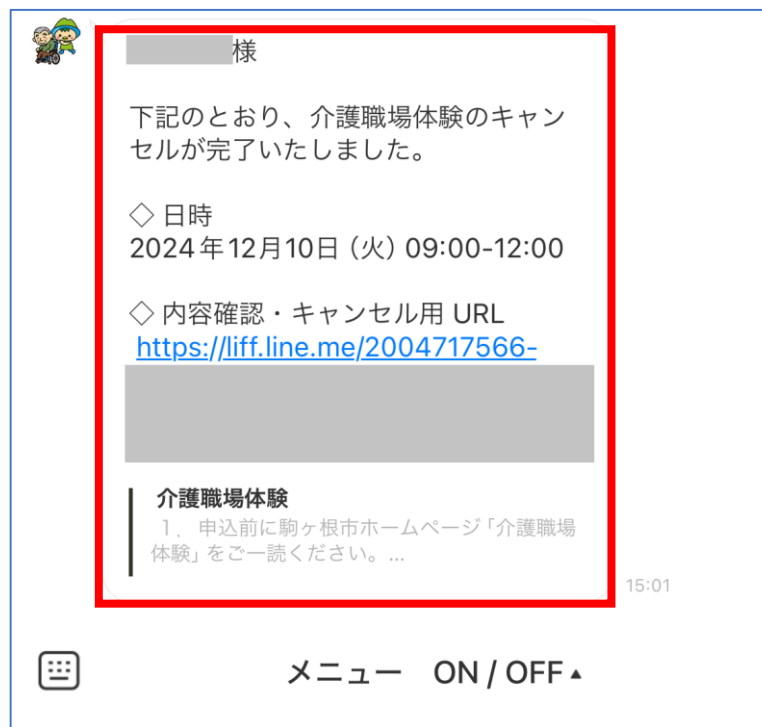 様
下記のとおり、介護職場体験のキャン
セルが完了いたしました。
◇ 日時
2024年12月10日（火）09:00-12:00
◇ 内容確認・キャンセル用 URL
https://liff.line.me/2004717566-
介護職場体験
１．申込前に駒ヶ根市ホームページ「介護職場
体験」をご一読ください。...
15:01
メニュー　ON / OFF▲